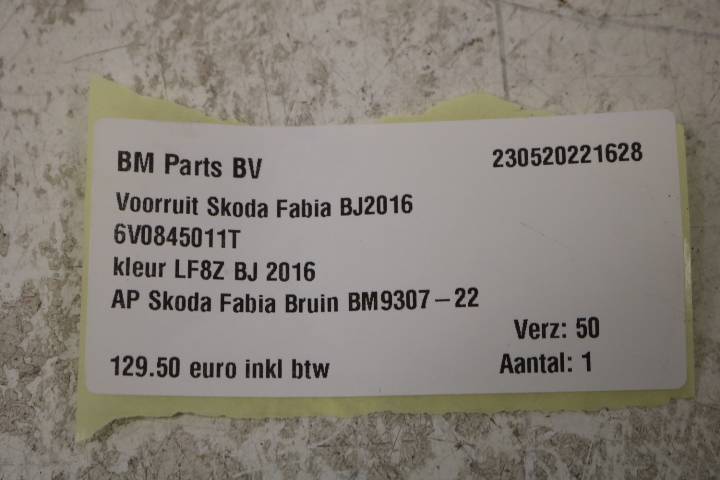 BM Parts BV 230520221628
Voorruit Skoda Fabia BJ2016
6V0845011T
kleur LF8Z BJ 2016
AP Skoda Fabia Bruin BM9307-22
Verz: 50
129.50 euro inkl btw Aantal: 1